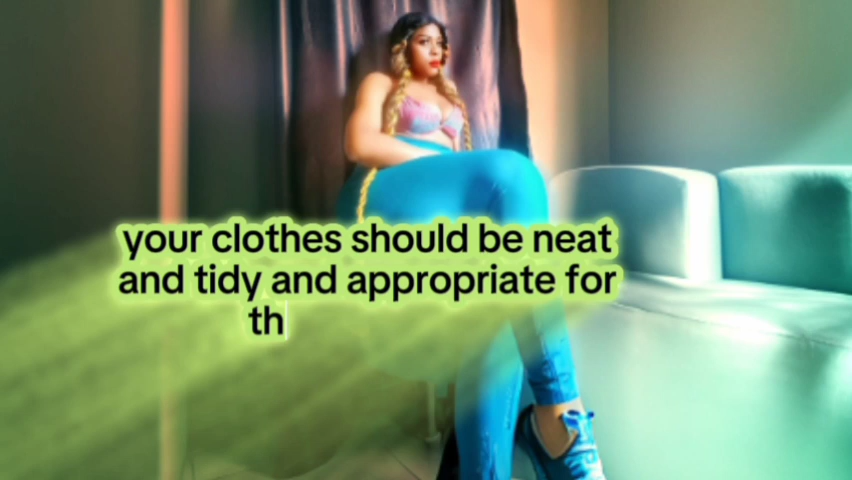 your clothes should be neat
and tidy and appropriate for
th